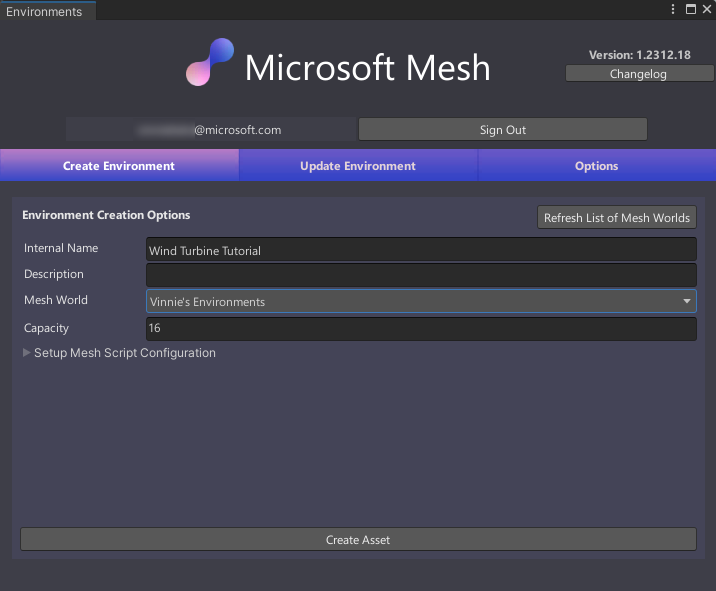 Environments
Microsoft Mesh
Version: 1.2312.18
Changelog
@microsoft.com
Sign Out
Create Environment
Update Environment
Options
Environment Creation Options
Refresh List of Mesh Worlds
Internal Name
Wind Turbine Tutorial
Description
Mesh World
Vinnie's Environments
Capacity
16
Setup Mesh Script Configuration
Create Asset